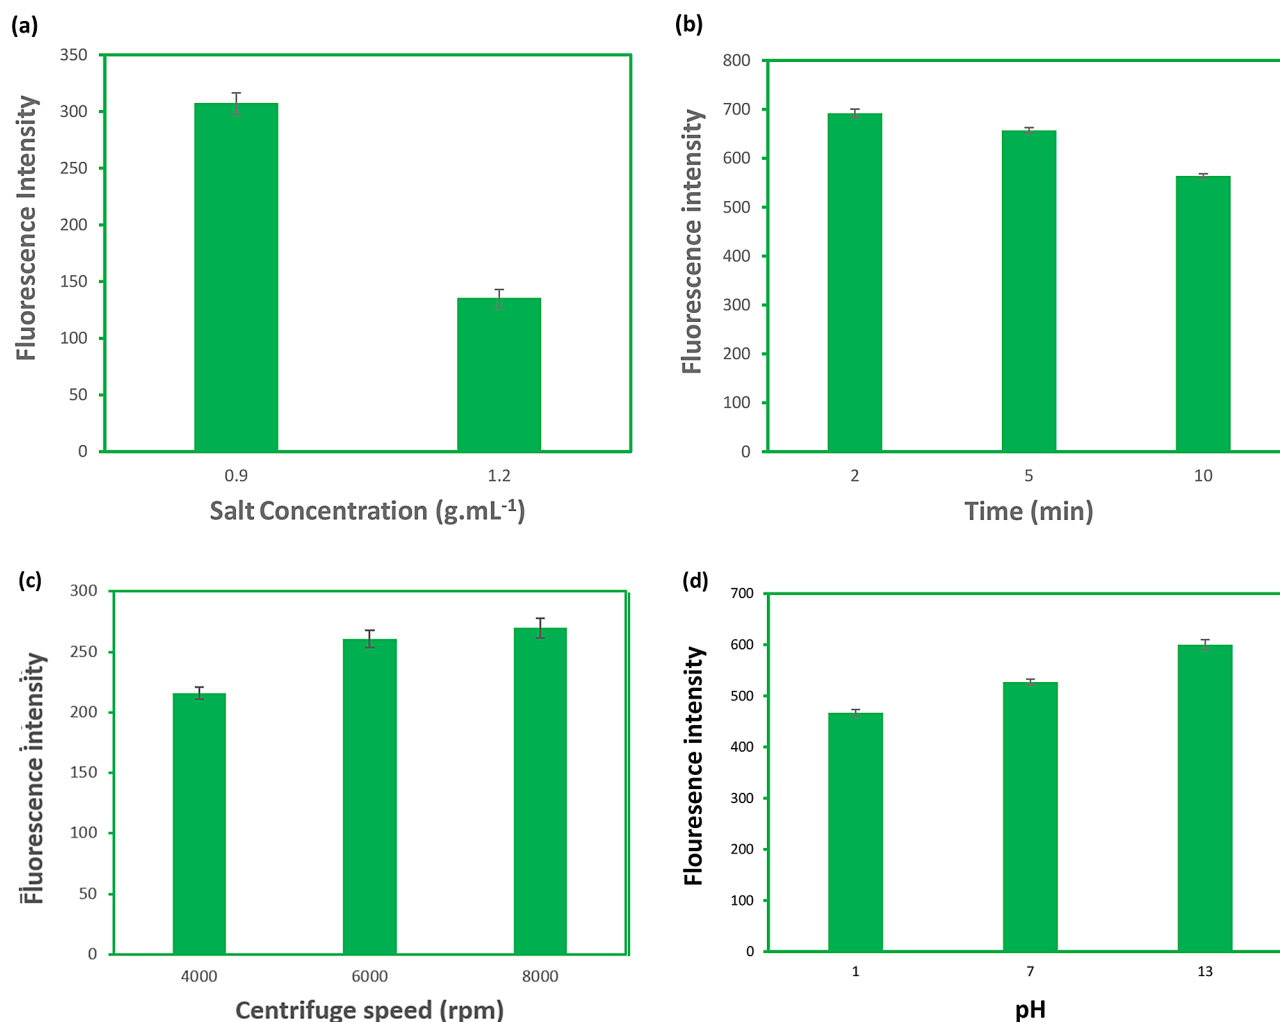 (a)
350
300
250
200
150
100
50
0
Fluorescence Intensity
0.9 1.2
Salt Concentration (g.mL-1)
(b)
800
700
600
500
400
300
200
100
0
Fluorescence intensity
2 5 10
Time (min)
(c)
300
250
200
150
100
50
0
Fluorescence intensity
4000 6000 8000
Centrifuge speed (rpm)
(d)
700
600
500
400
300
200
100
0
Flouresence intensity
1 7 13
pH